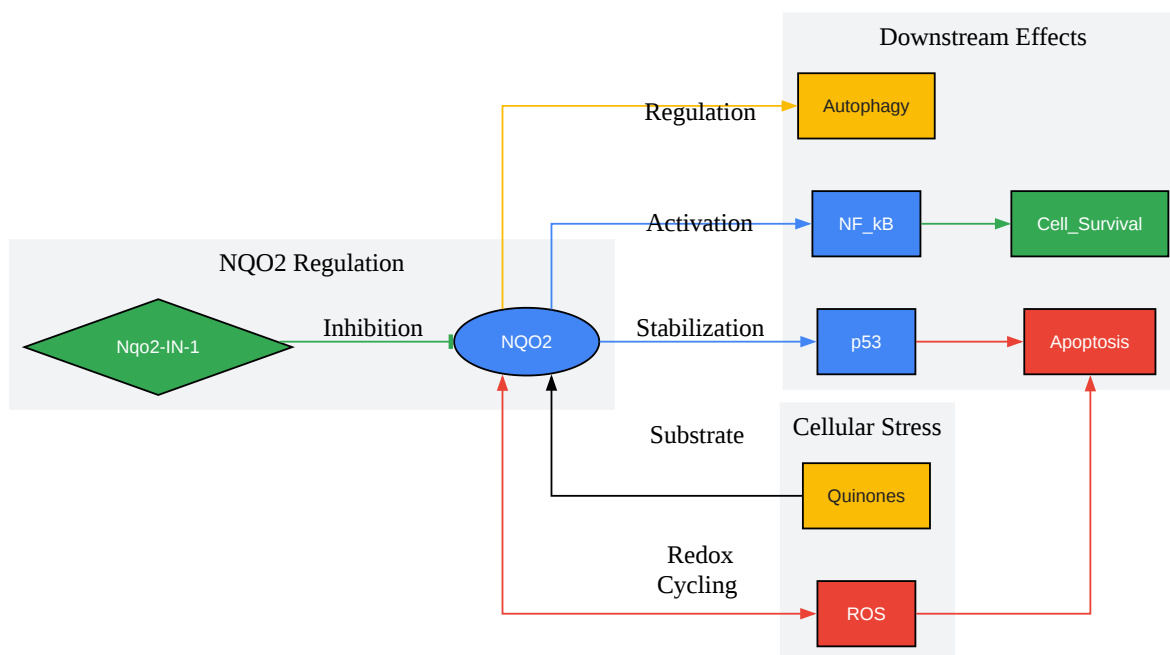 Downstream Effects
Autophagy
Regulation
NF_kB
Cell_Survival
Activation
NQO2 Regulation
Nqo2-IN-1
Inhibition
NQO2
Stabilization
p53
Apoptosis
Substrate
Cellular Stress
Quinones
Redox
Cycling
ROS